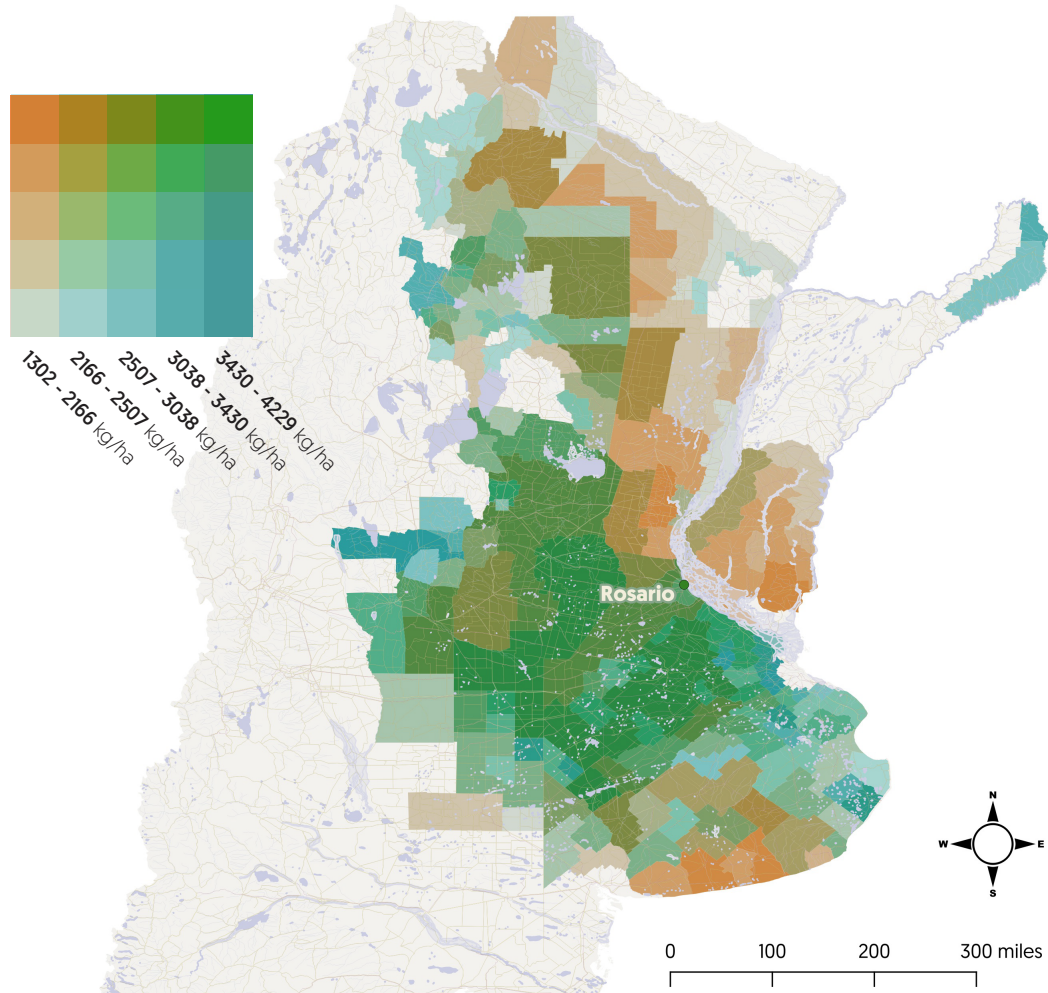 1302 - 2166 kg/ha
2166 - 2507 kg/ha
2507 - 3038 kg/ha
3038 - 3430 kg/ha
3430 - 4229 kg/ha
Rosario
N
W E
S
0 100 200 300 miles